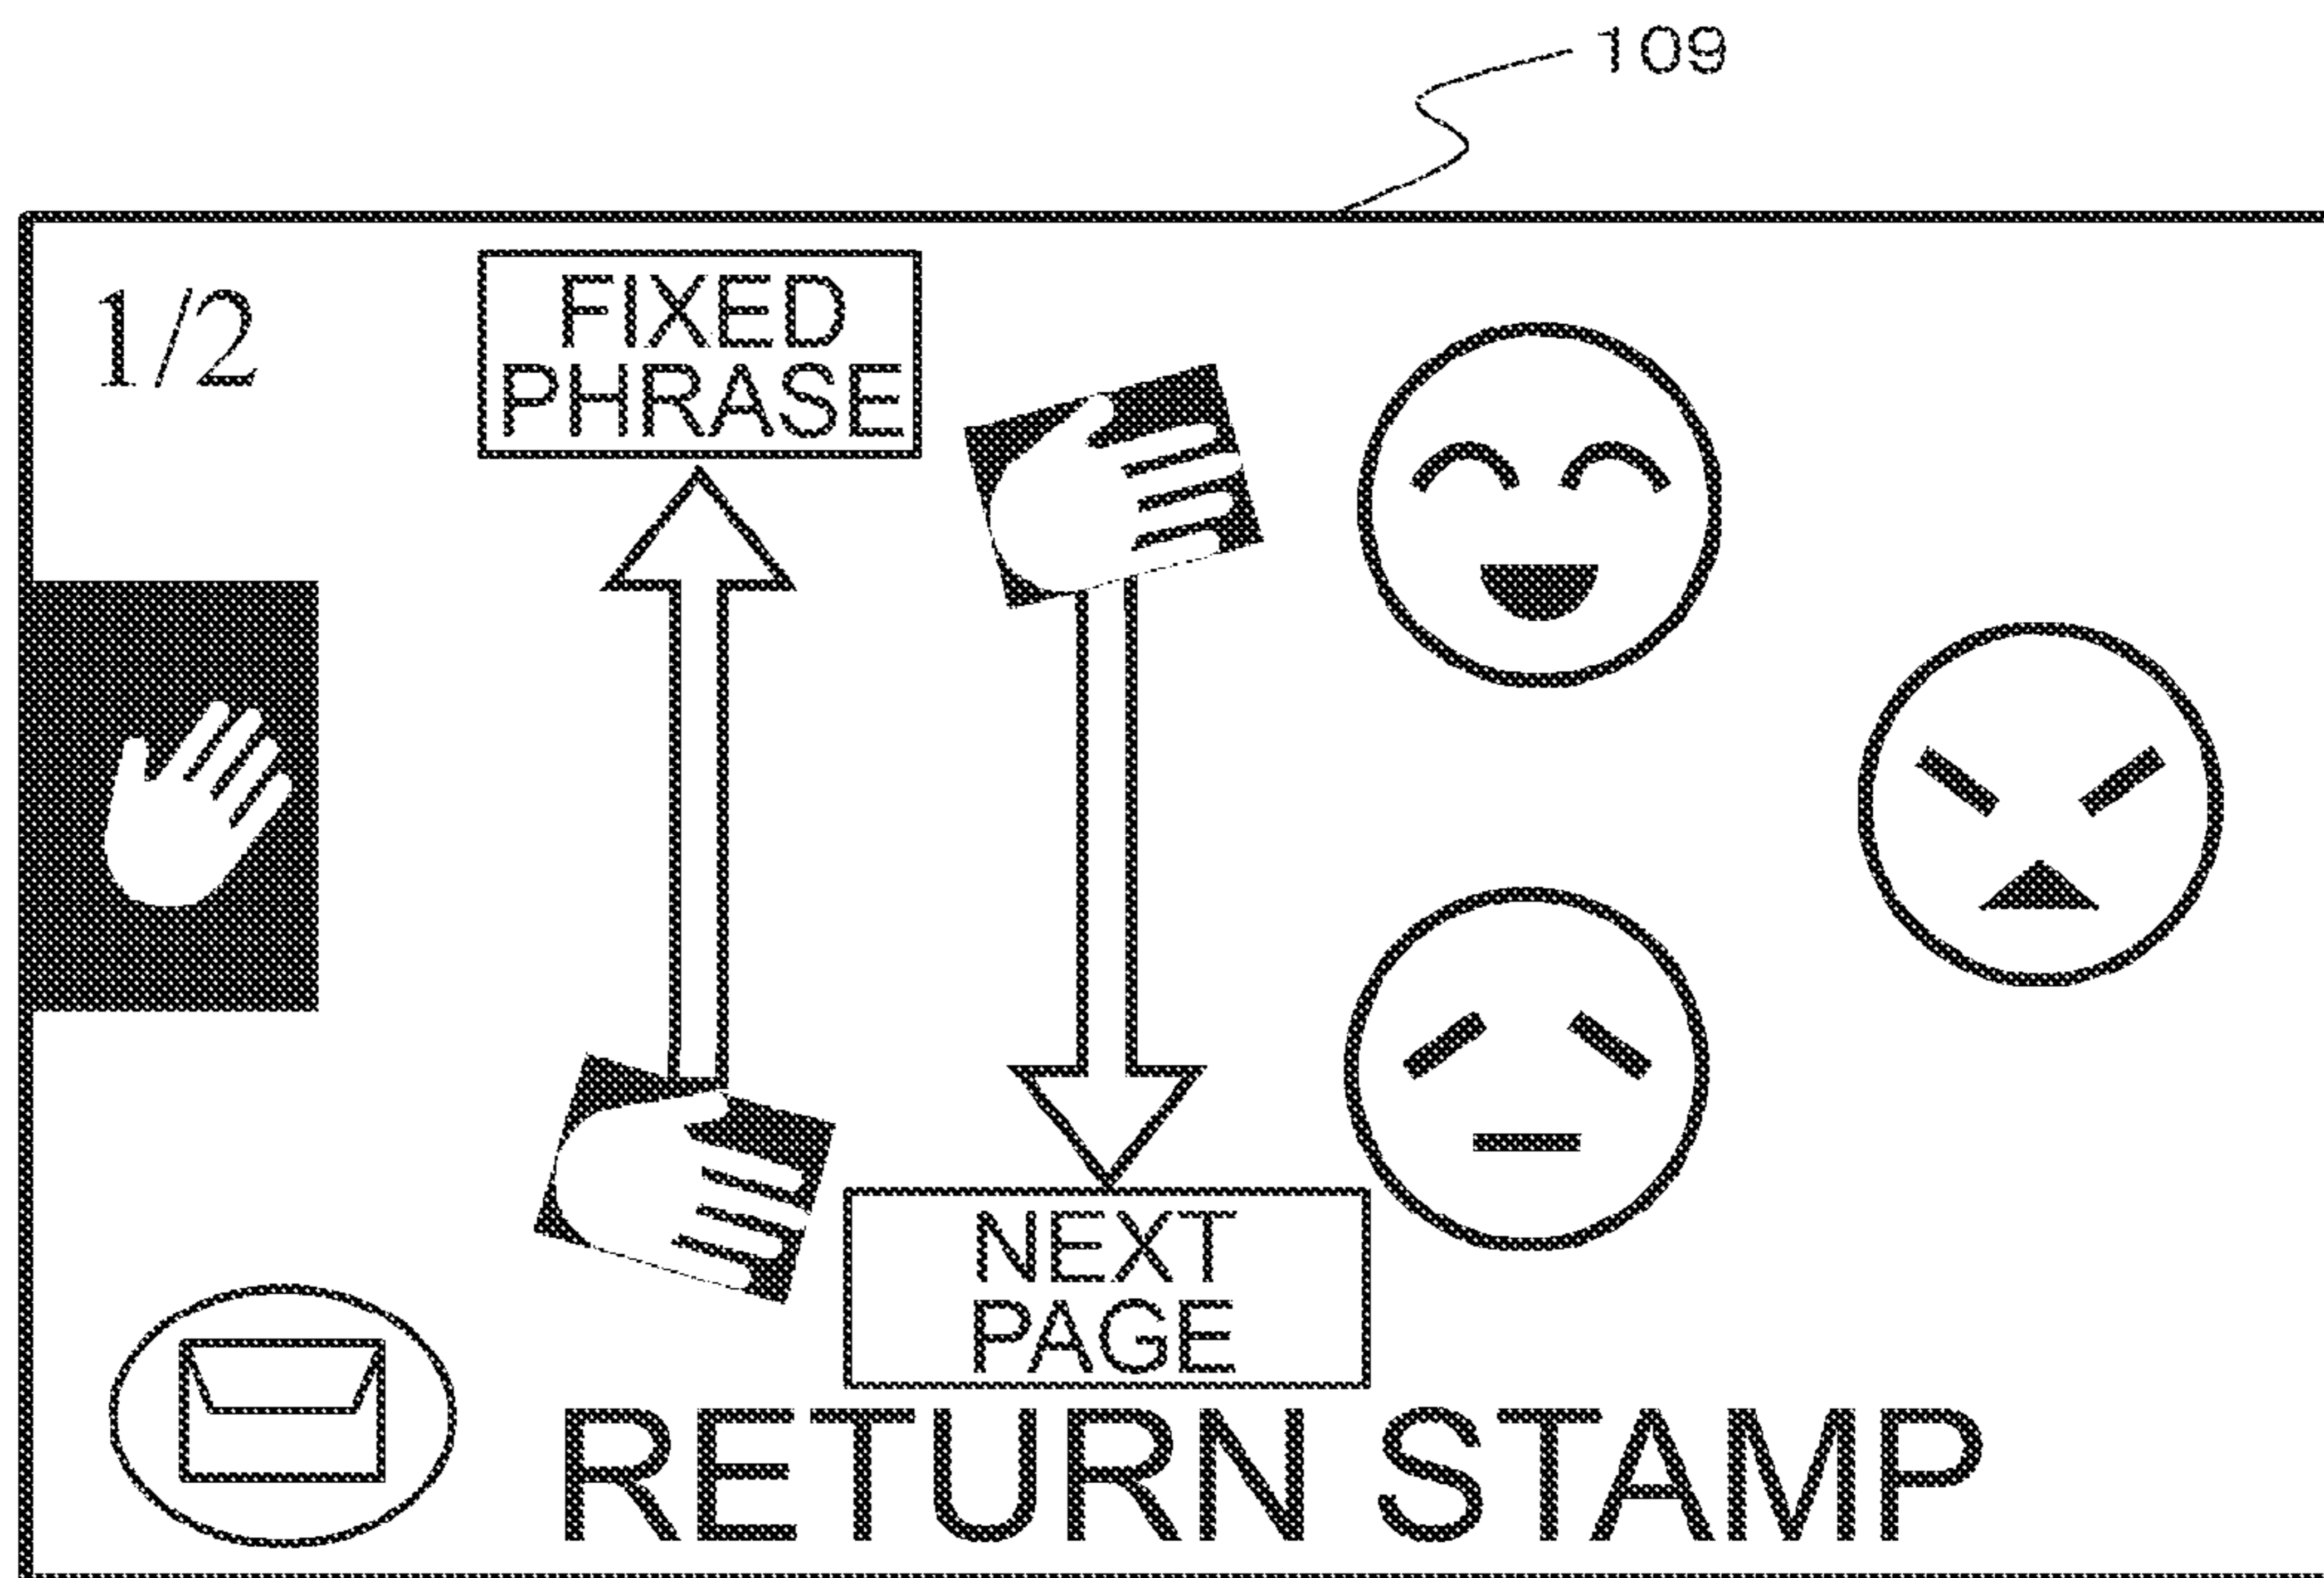 109
1/2
FIXED
PHRASE
NEXT
PAGE
RETURN STAMP